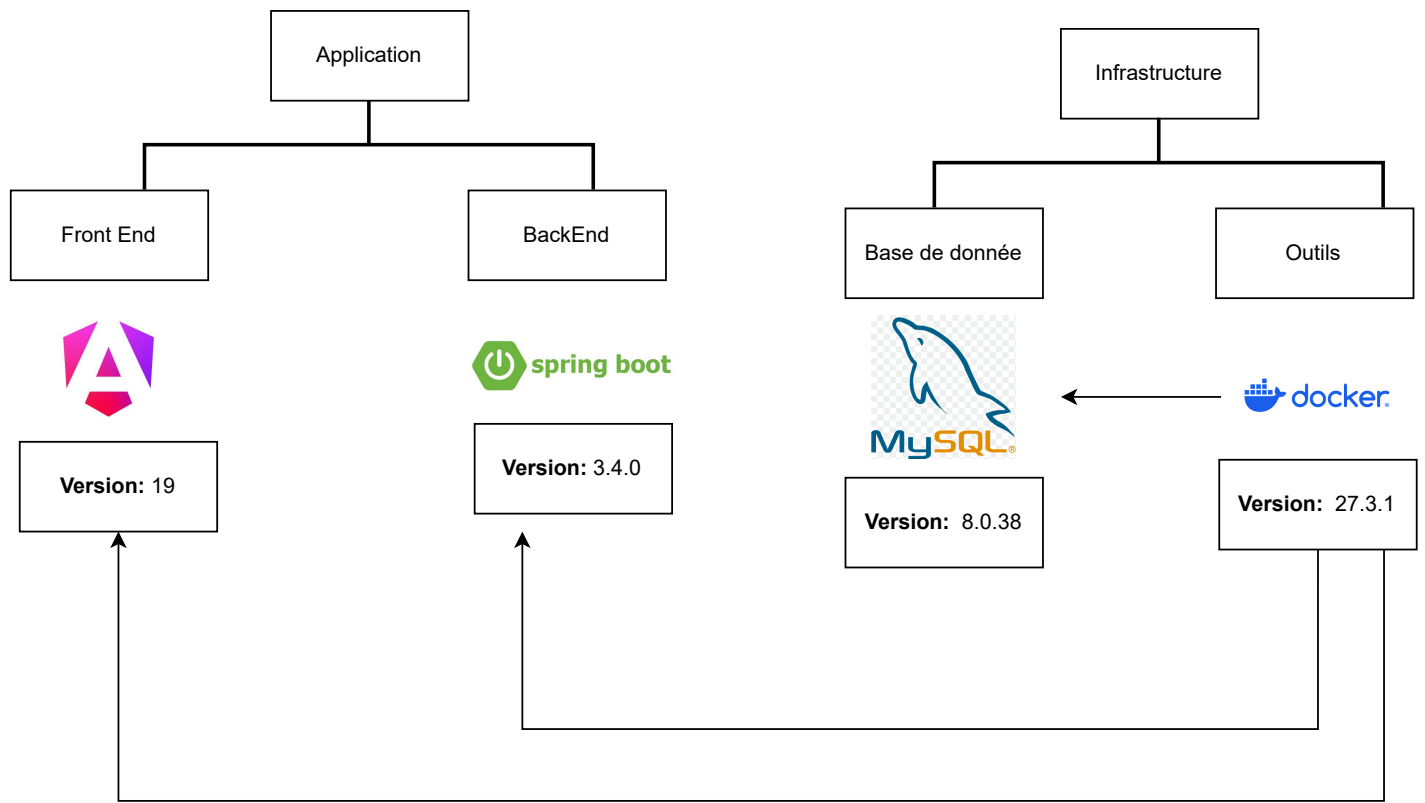 Application
Infrastructure
Front End
BackEnd
Base de donnée
Outils
spring boot
MySQL®
docker
Version: 19
Version: 3.4.0
Version: 8.0.38
Version: 27.3.1